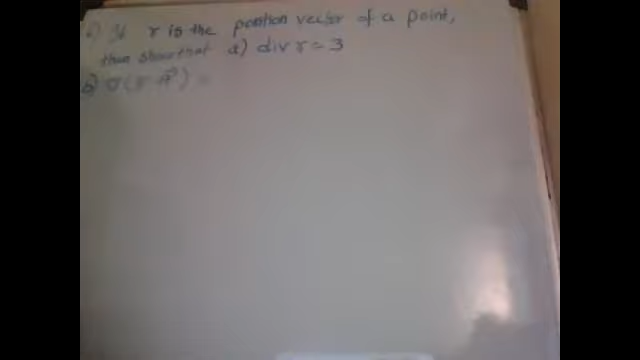 If r is the position vector of a point,
then show that a) div r = 3
b) ∇(r